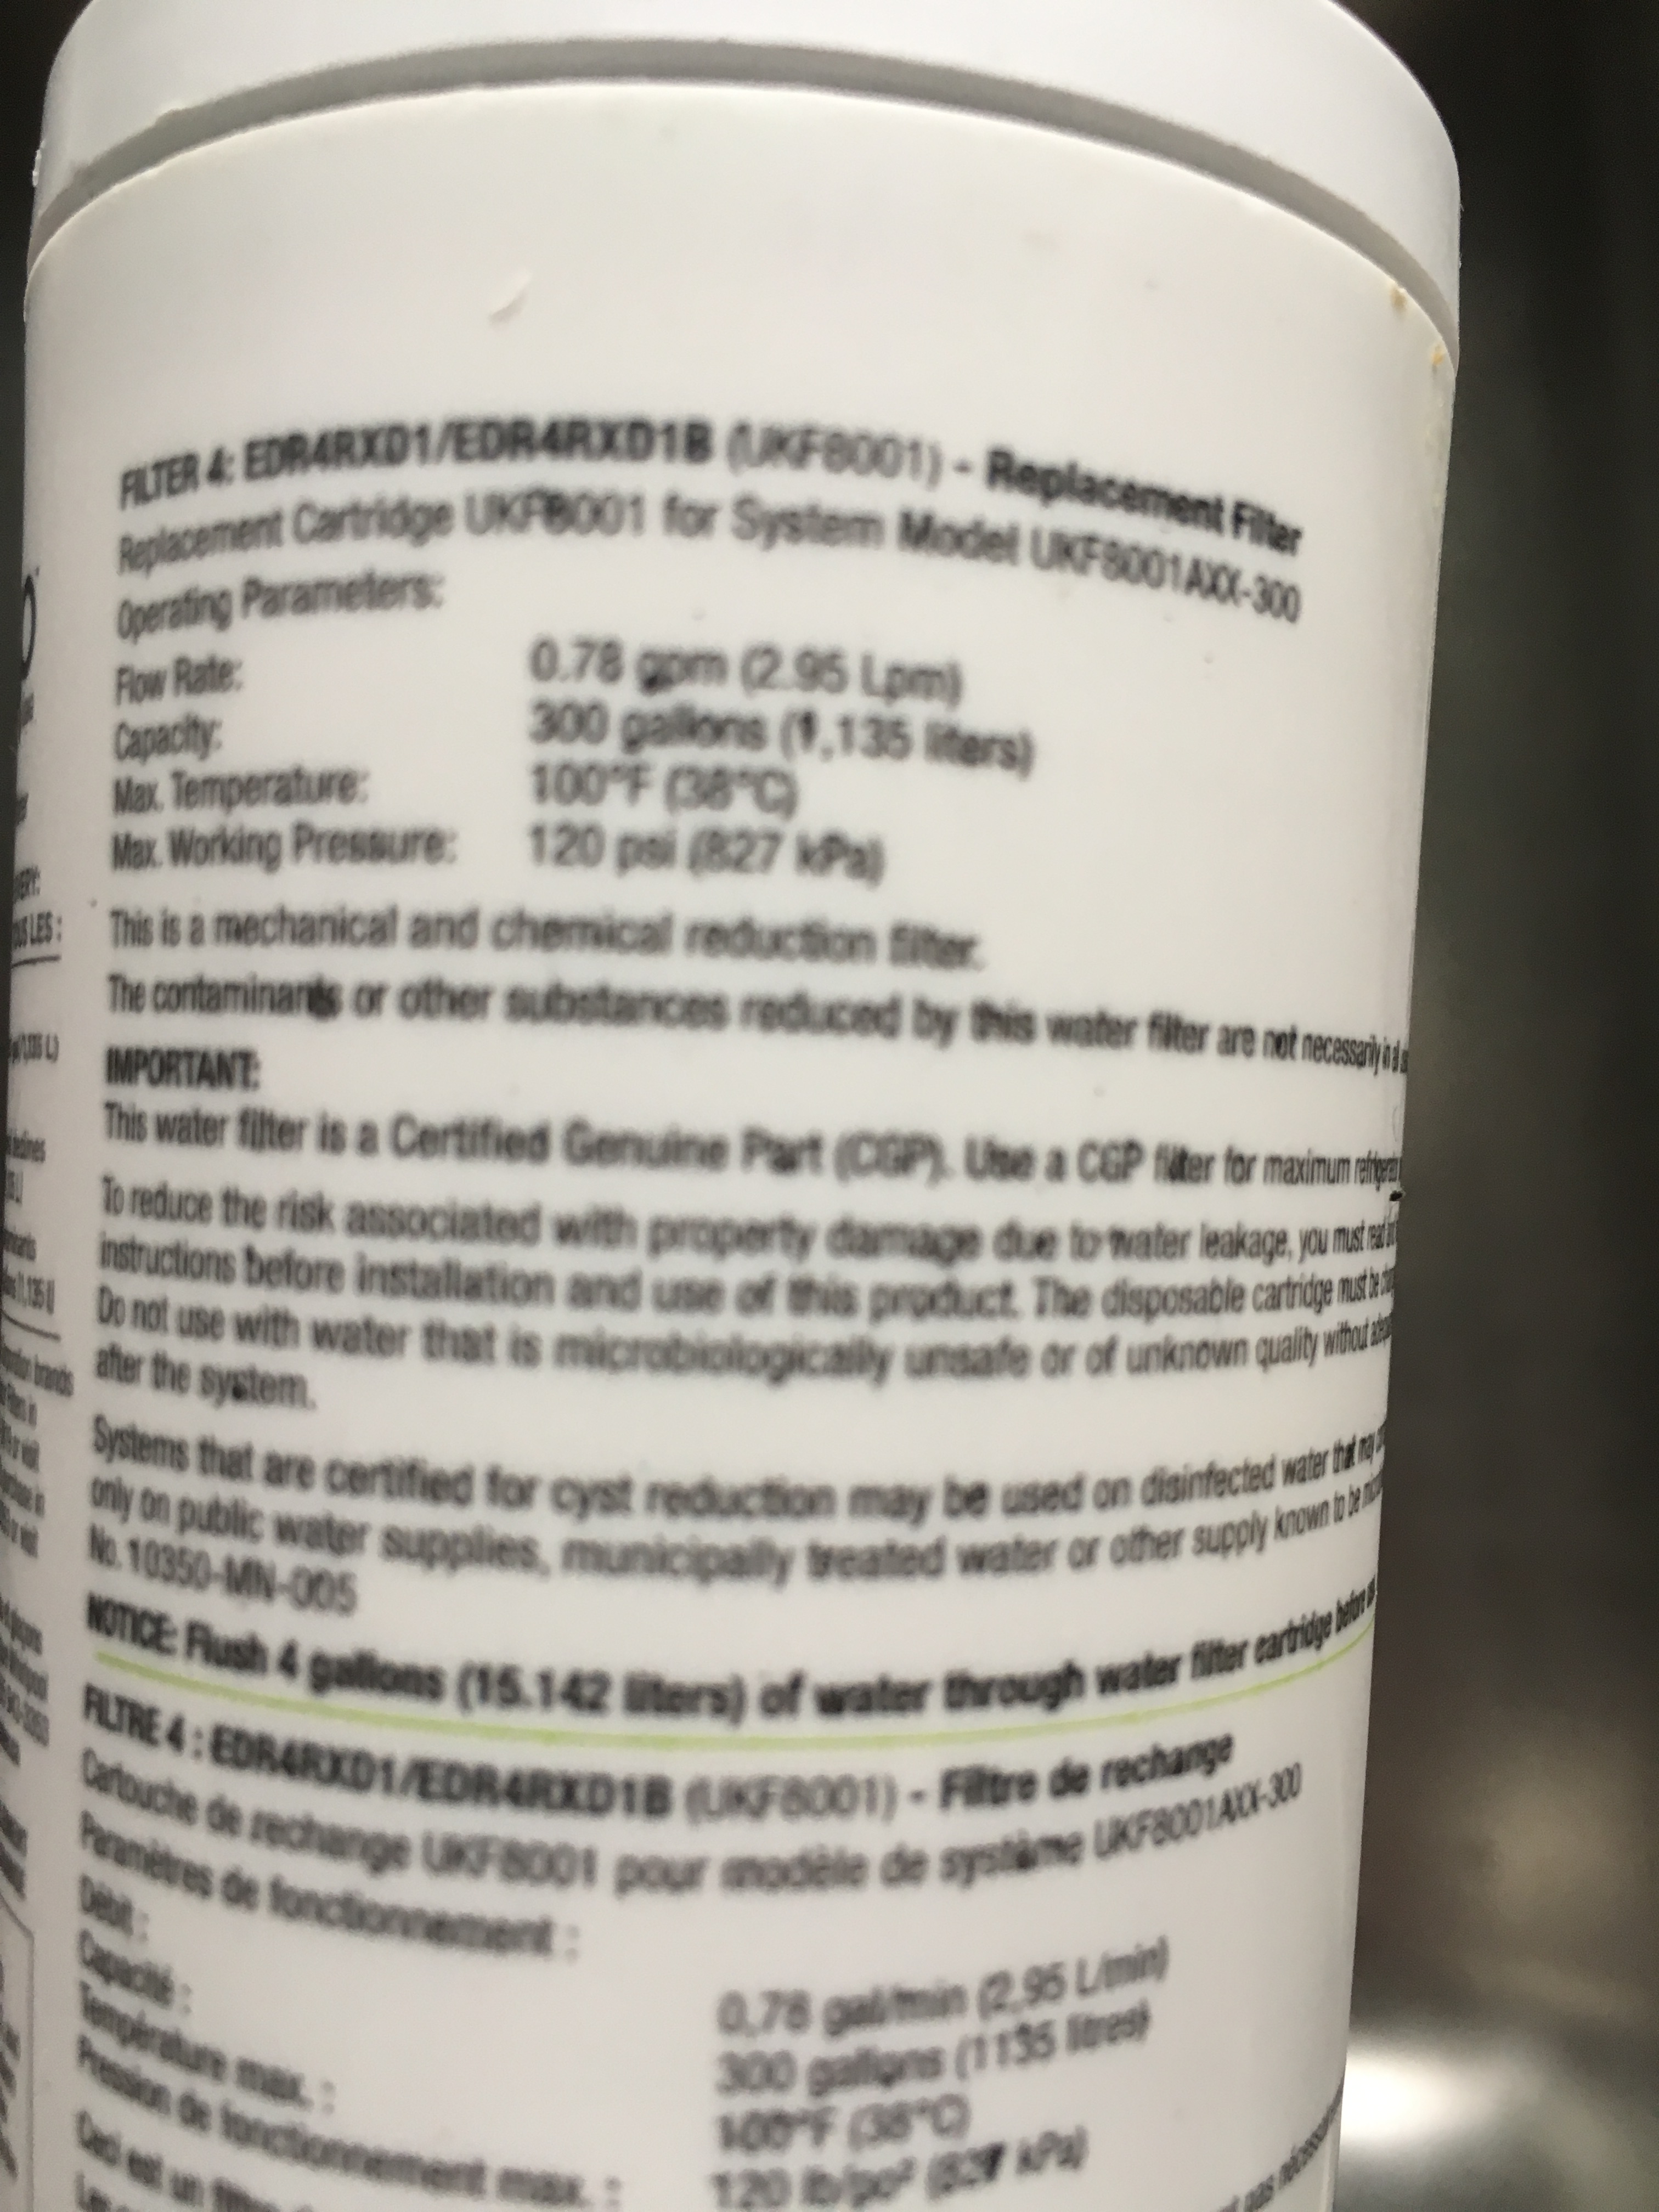 FILTER 4: EDR4RXD1/EDR4RXD1B (UKF8001) - Replacement Filter
Replacement Cartridge UKF8001 for System Model UKF8001AXX-300
Operating Parameters:
Flow Rate: 0.78 gpm (2.95 Lpm)
Capacity: 300 gallons (1,135 liters)
Max. Temperature: 100°F (38°C)
Max. Working Pressure: 120 psi (827 kPa)
This is a mechanical and chemical reduction filter.
The contaminants or other substances reduced by this water filter are not necessarily in al
IMPORTANT:
This water filter is a Certified Genuine Part (CGP). Use a CGP filter for maximum
To reduce the risk associated with property damage due to water leakage, you must read
instructions before installation and use of this product. The disposable cartridge must be
Do not use with water that is microbiologically unsafe or of unknown quality without
after the system.
Systems that are certified for cyst reduction may be used on disinfected water that may
only on public water supplies, municipally treated water or other supply known to be
No. 10350-MN-005
NOTICE: Flush 4 gallons (15.142 liters) of water through water filter cartridge before
FILTRE 4 : EDR4RXD1/EDR4RXD1B (UKF8001) - Filtre de rechange
Cartouche de rechange UKF8001 pour modèle de système UKF8001AXX-300
Paramètres de fonctionnement :
Débit : 0,78 gal/min (2,95 L/min)
Capacité : 300 gallons (1135 litres)
Température max. : 100°F (38°C)
Pression de fonctionnement max. : 120 lb/po² (827 kPa)
Ceci est un